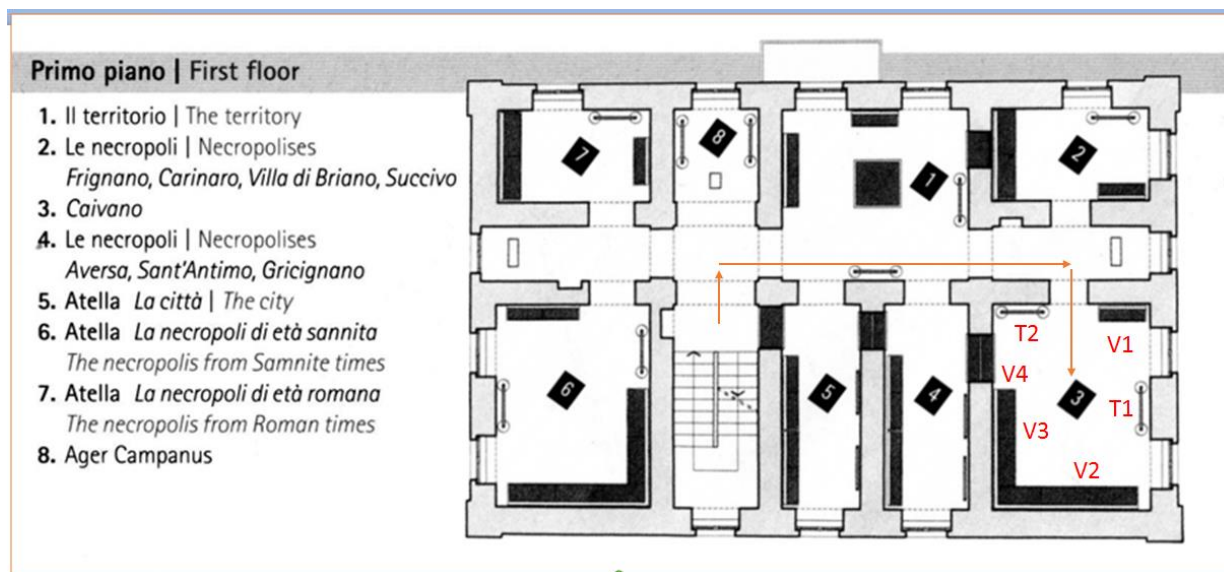 Primo piano | First floor
1. Il territorio | The territory
2. Le necropoli | Necropolises
Frignano, Carinaro, Villa di Briano, Succivo
3. Caivano
4. Le necropoli | Necropolises
Aversa, Sant'Antimo, Gricignano
5. Atella La città | The city
6. Atella La necropoli di età sannita
The necropolis from Samnite times
7. Atella La necropoli di età romana
The necropolis from Roman times
8. Ager Campanus
7
8
1
2
6
5
4
3
T2
V1
V4
T1
V3
V2